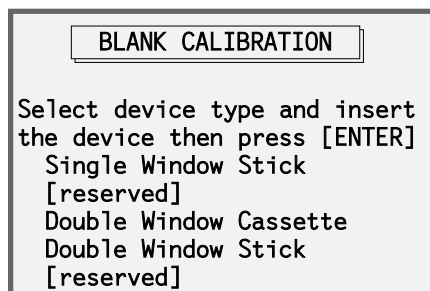 BLANK CALIBRATION
Select device type and insert
the device then press [ENTER]
Single Window Stick
[reserved]
Double Window Cassette
Double Window Stick
[reserved]